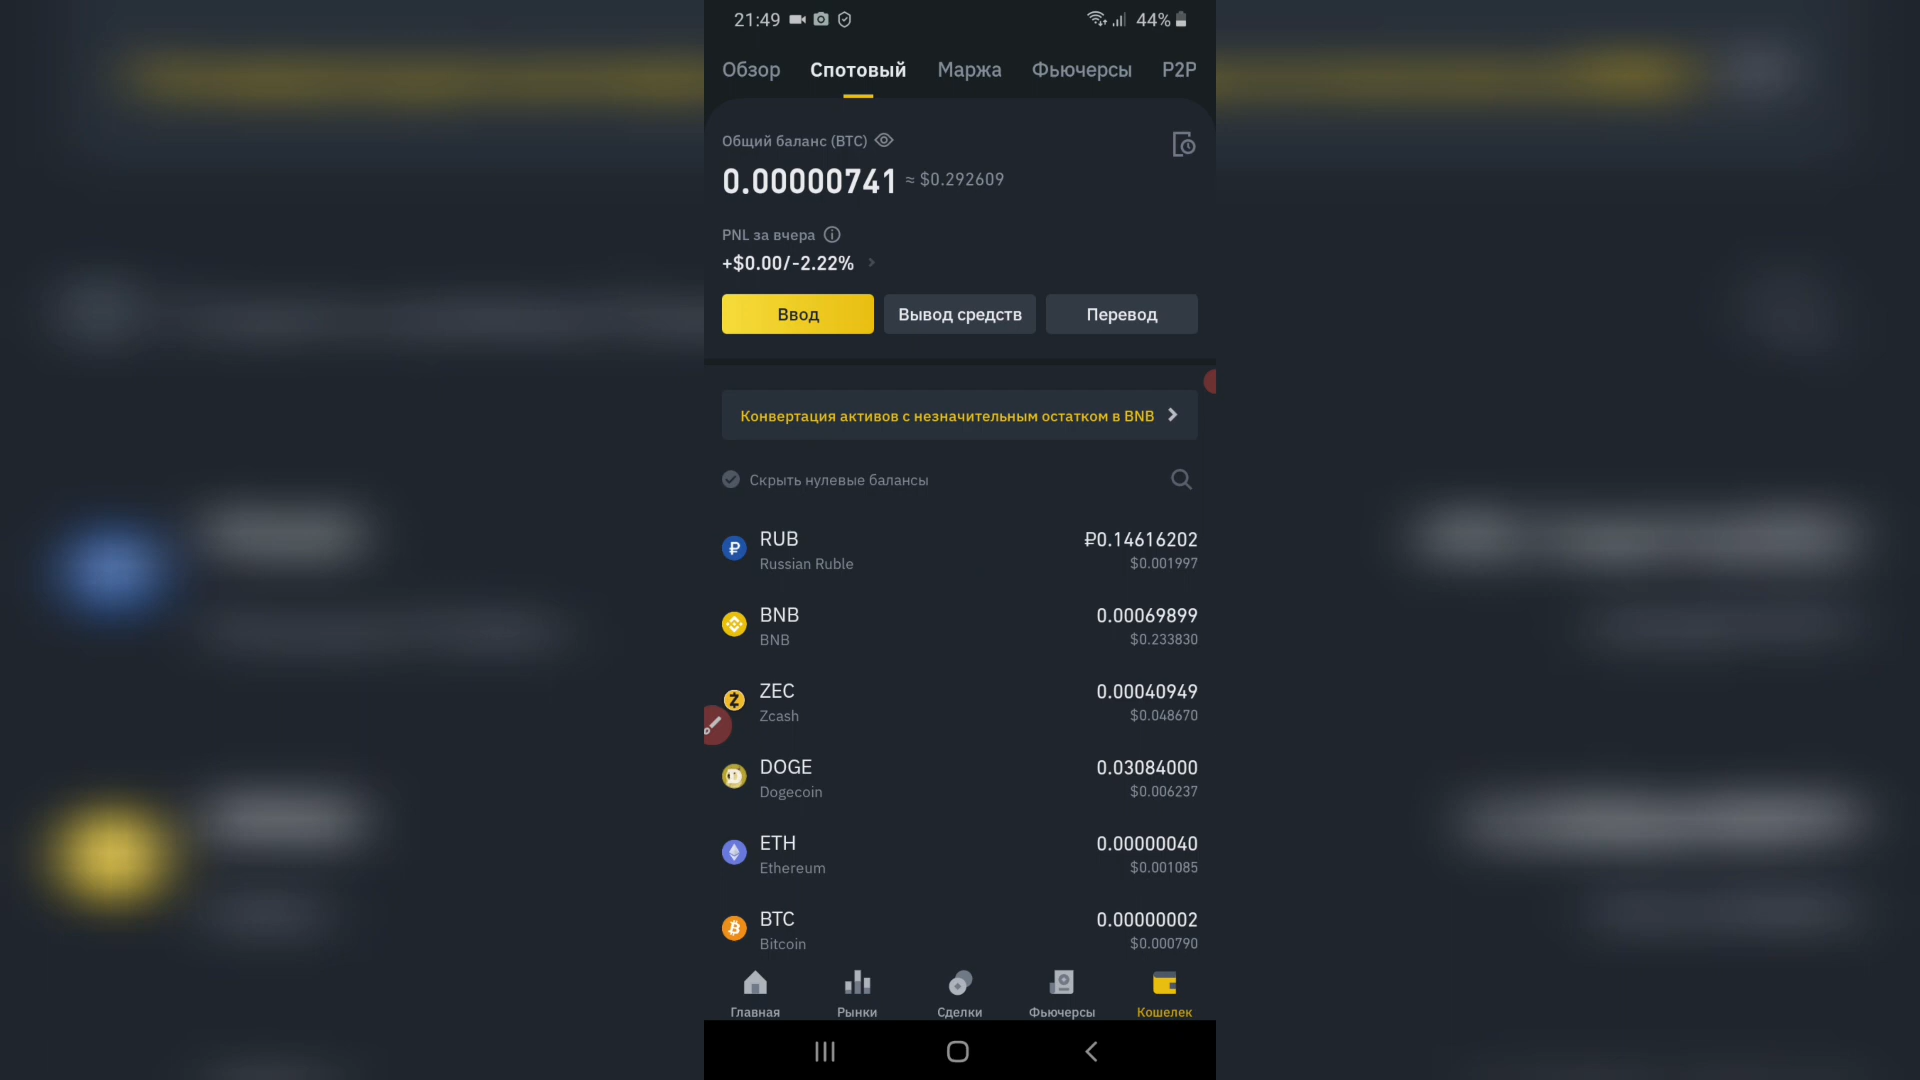 21:49 44%
Обзор Спотовый Маржа Фьючерсы P2P
Общий баланс (BTC)
0.00000741 ≈ $0.292609
PNL за вчера
+$0.00/-2.22%
Ввод Вывод средств Перевод
Конвертация активов с незначительным остатком в BNB
Скрыть нулевые балансы
RUB ₽0.14616202
Russian Ruble $0.001997
BNB 0.00069899
BNB $0.233830
ZEC 0.00040949
Zcash $0.048670
DOGE 0.03084000
Dogecoin $0.006237
ETH 0.00000040
Ethereum $0.001085
BTC 0.00000002
Bitcoin $0.000790
Главная Рынки Сделки Фьючерсы Кошелек